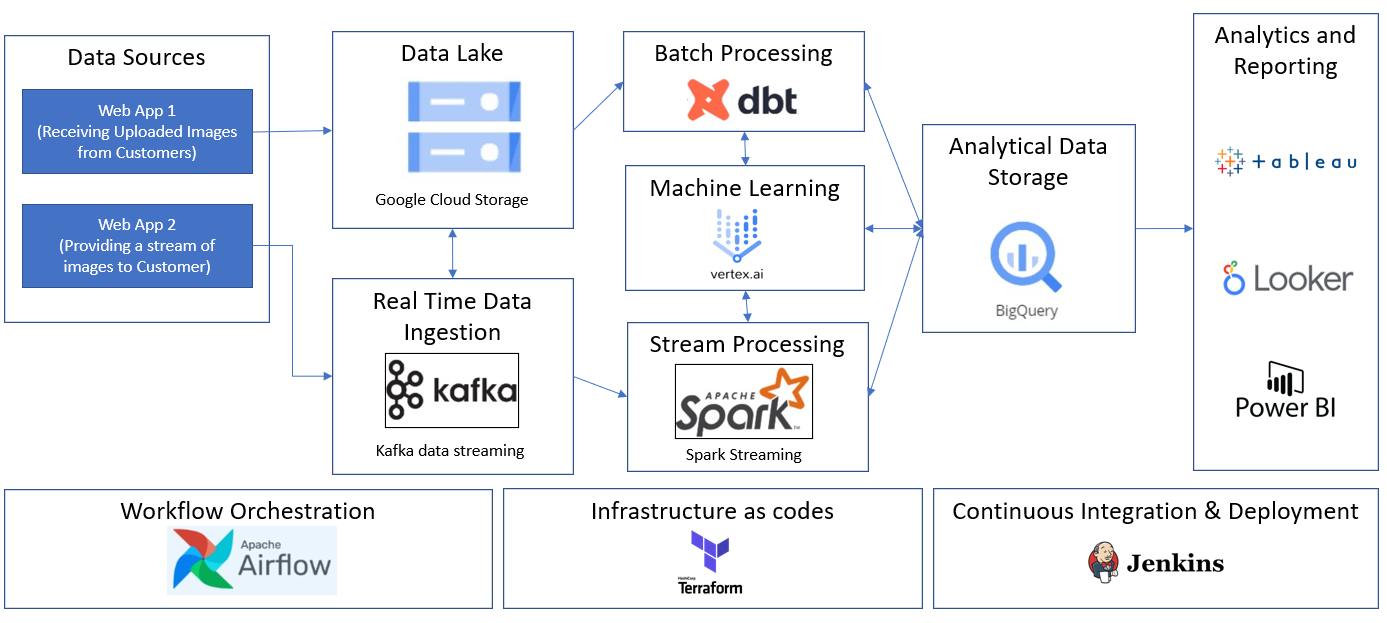 Data Sources
Web App 1
(Receiving Uploaded Images
from Customers)
Web App 2
(Providing a stream of
images to Customer)
Data Lake
Google Cloud Storage
Real Time Data
Ingestion
kafka
Kafka data streaming
Batch Processing
dbt
Machine Learning
vertex.ai
Stream Processing
APACHE
Spark™
Spark Streaming
Analytical Data
Storage
BigQuery
Analytics and
Reporting
+ableau
Looker
Power BI
Workflow Orchestration
Apache
Airflow
Infrastructure as codes
HashiCorp
Terraform
Continuous Integration & Deployment
Jenkins